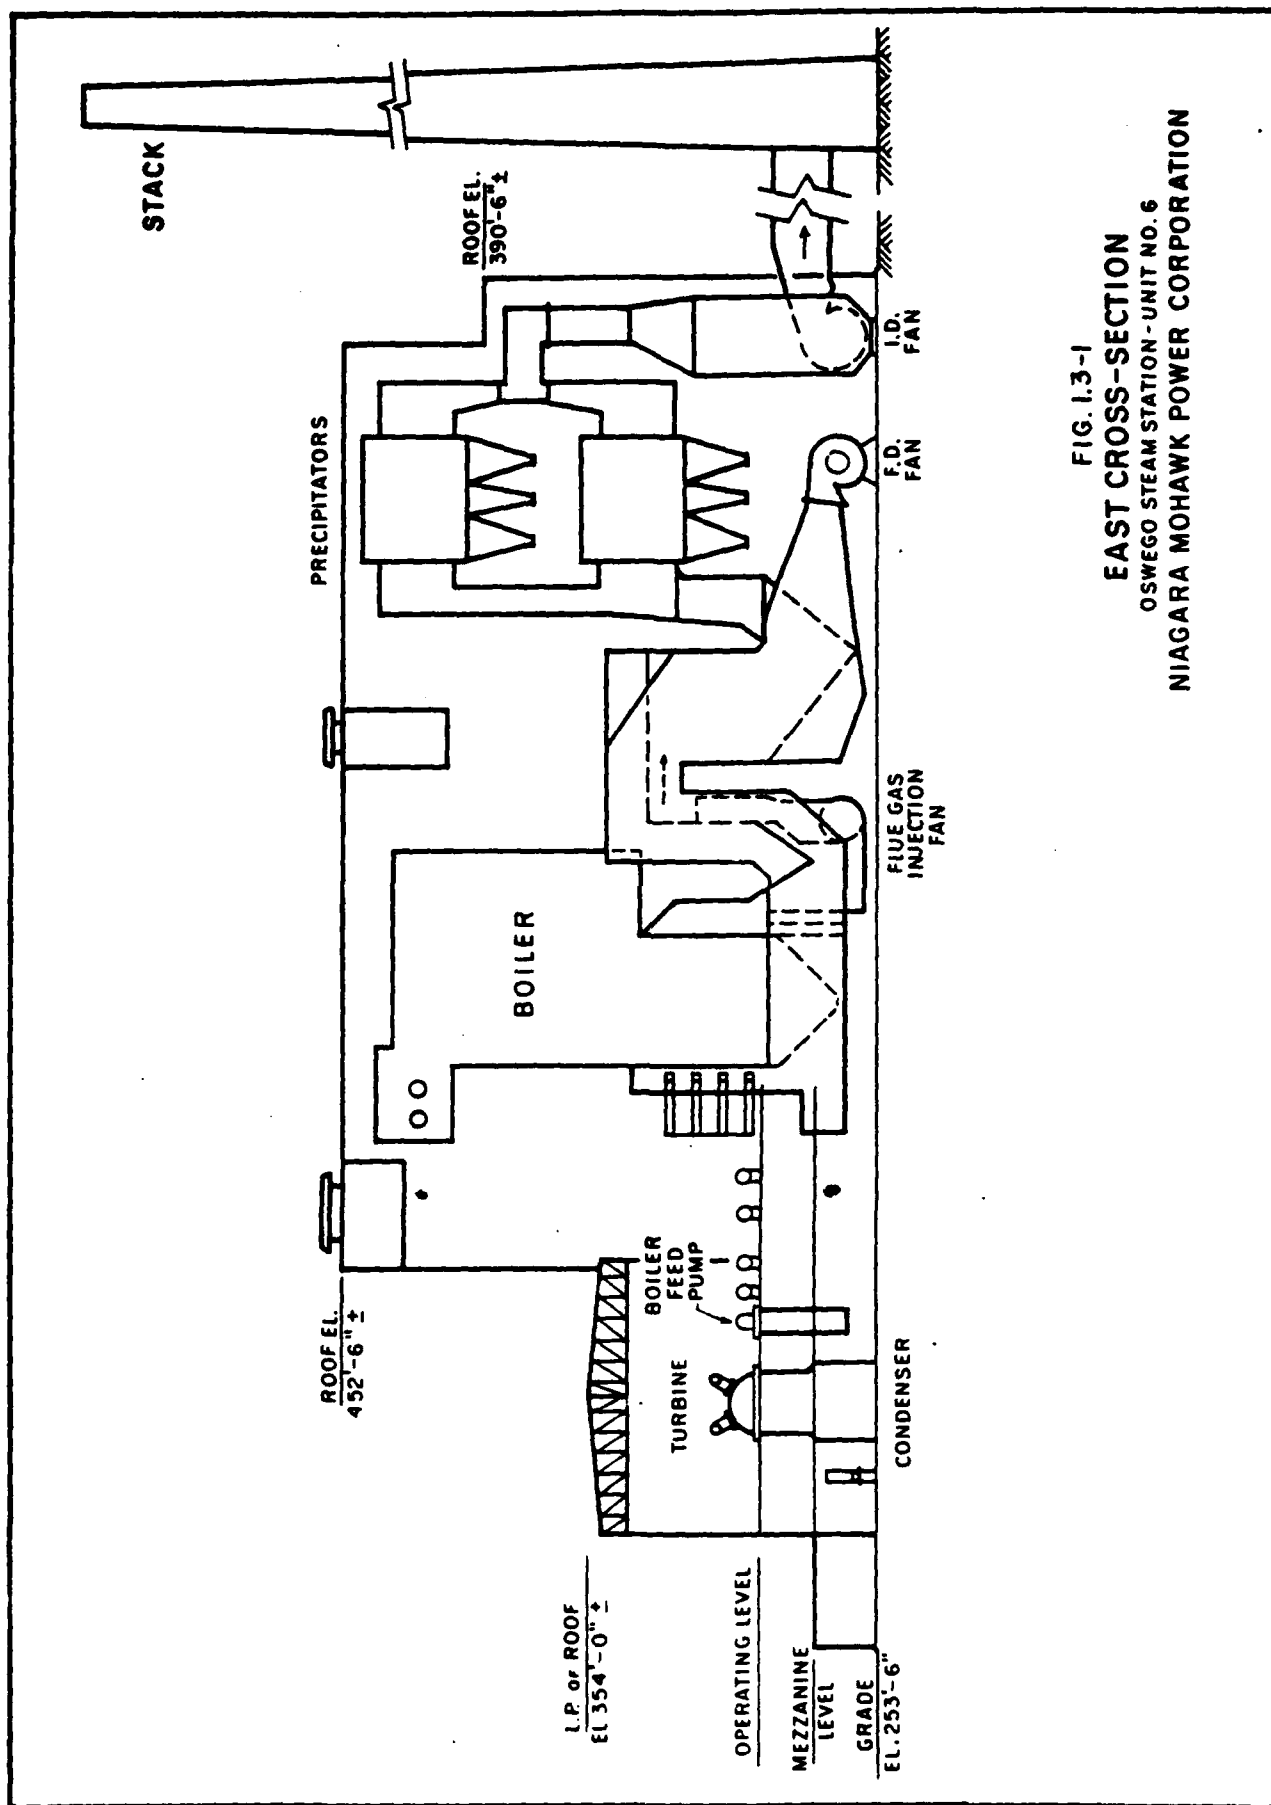 STACK
ROOF EL.
390'-6" ±
PRECIPITATORS
ROOF EL.
452'-6" ±
BOILER
I.D.
FAN
F.D.
FAN
FLUE GAS
INJECTION
FAN
BOILER
FEED
PUMP
TURBINE
CONDENSER
L.P. OF ROOF
EL 354'-0" ±
OPERATING LEVEL
MEZZANINE
LEVEL
GRADE
EL. 253'-6"
FIG. 1.3-1
EAST CROSS-SECTION
OSWEGO STEAM STATION-UNIT NO. 6
NIAGARA MOHAWK POWER CORPORATION